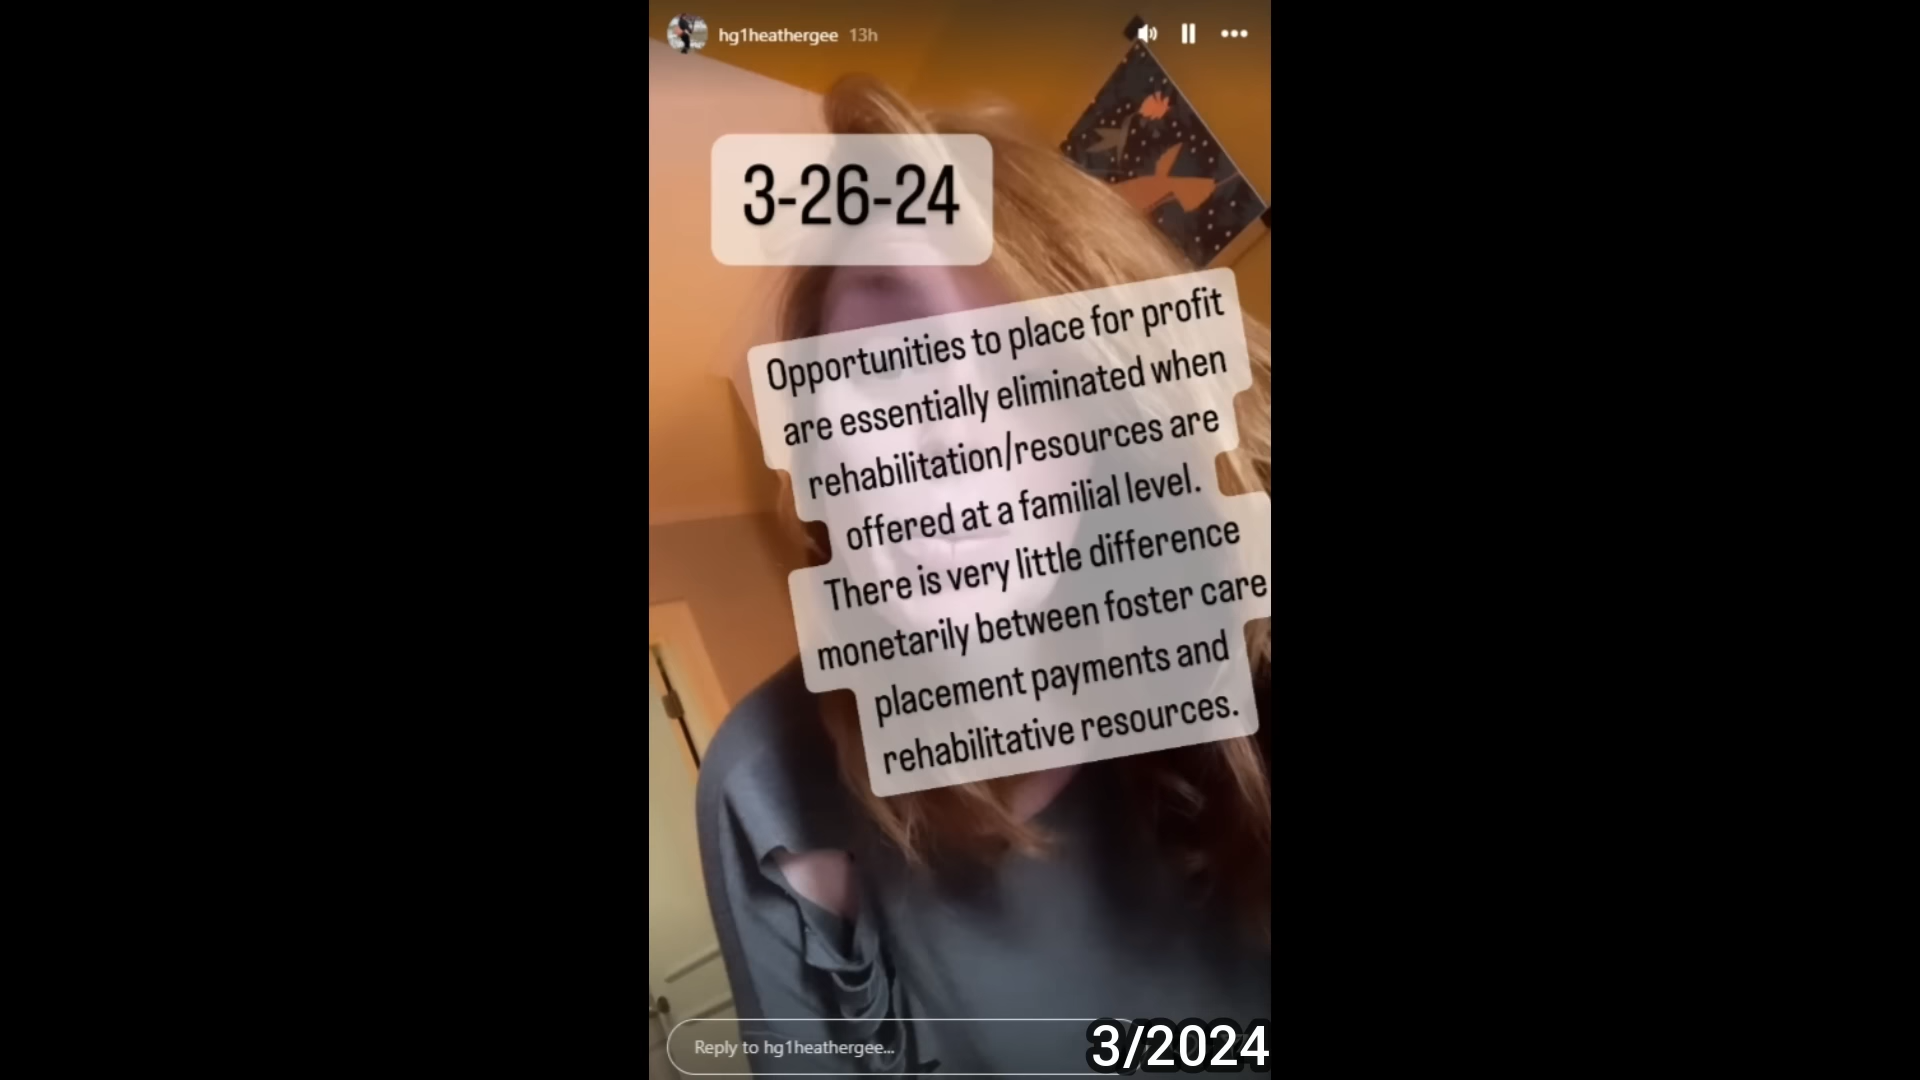 hg1heathergee 13h
3-26-24
Opportunities to place for profit
are essentially eliminated when
rehabilitation/resources are
offered at a familial level.
There is very little difference
monetarily between foster care
placement payments and
rehabilitative resources.
Reply to hg1heathergee...
3/2024